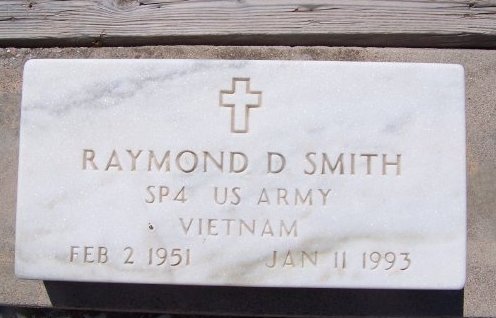 RAYMOND D SMITH
SP4 US ARMY
VIETNAM
FEB 2 1951 JAN 11 1993